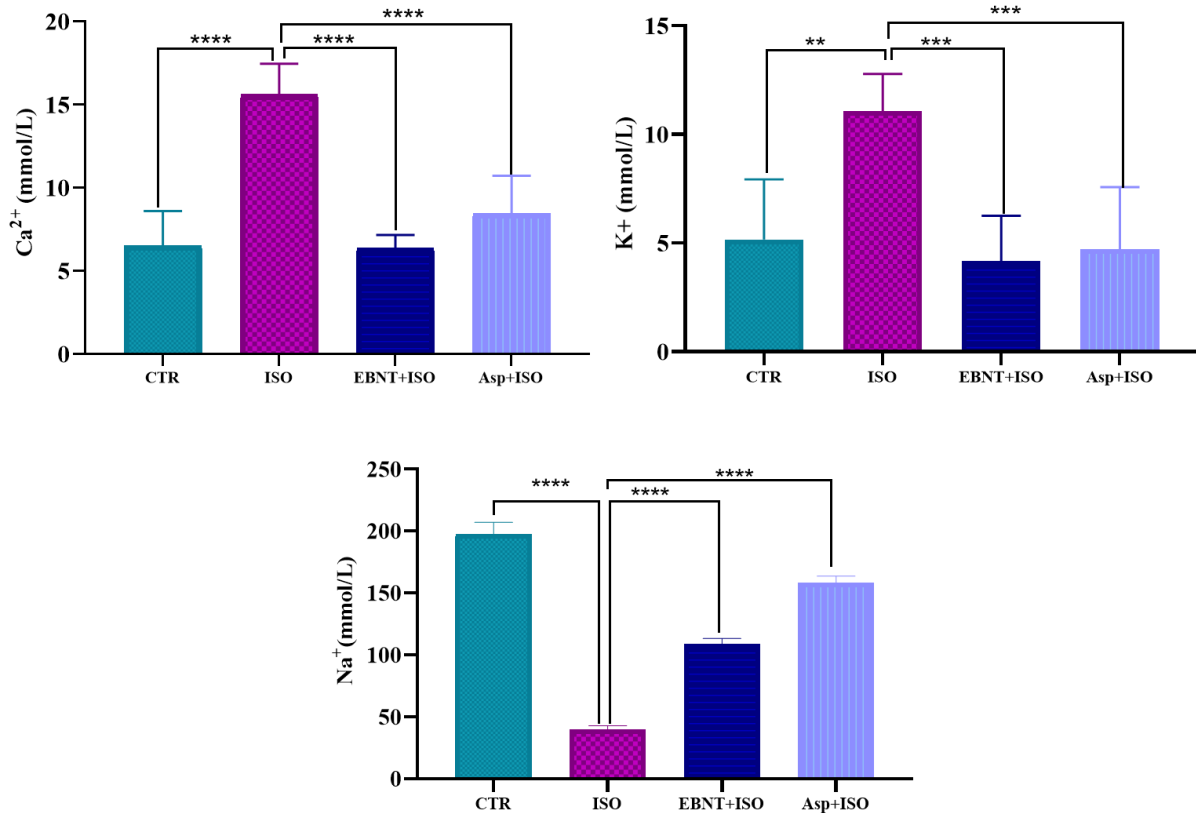 Ca2+ (mmol/L)
20
15
10
5
0
****
****
****
CTR
ISO
EBNT+ISO
Asp+ISO
K+ (mmol/L)
15
10
5
0
**
***
***
CTR
ISO
EBNT+ISO
Asp+ISO
Na+(mmol/L)
250
200
150
100
50
0
****
****
****
CTR
ISO
EBNT+ISO
Asp+ISO